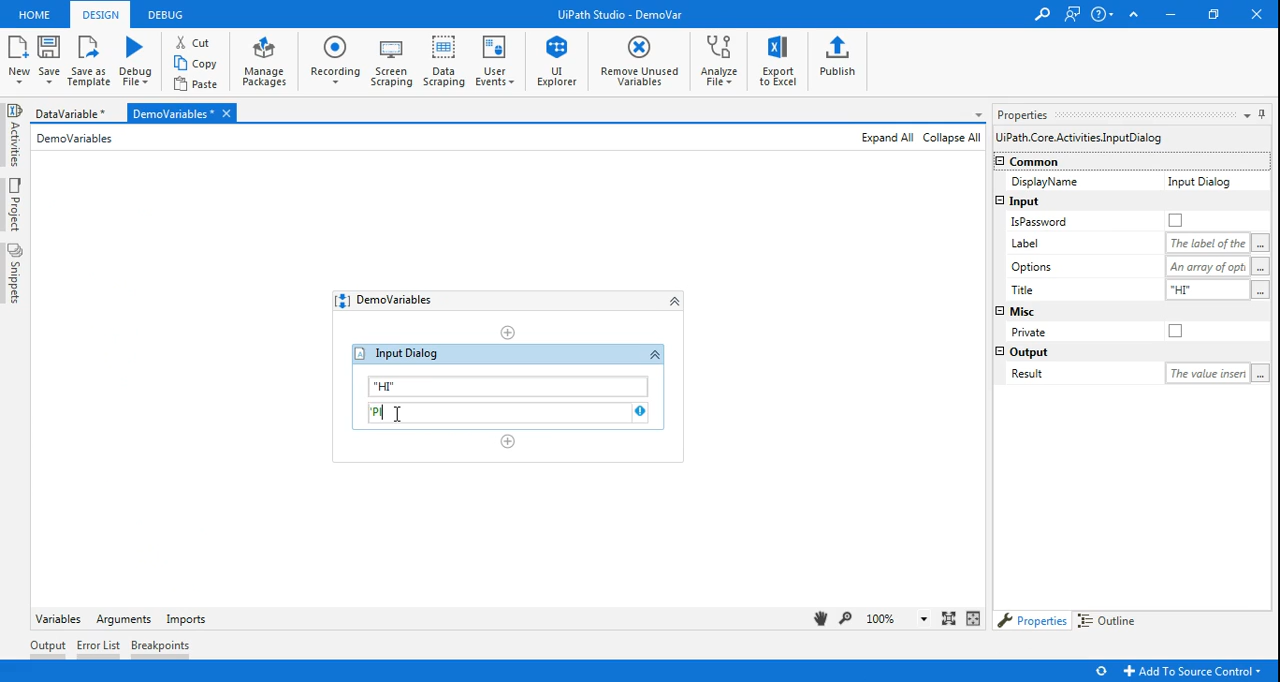 HOME DESIGN DEBUG UiPath Studio - DemoVar
New Save Save as Template Debug File Cut Copy Paste Manage Packages Recording Screen Scraping Data Scraping User Events UI Explorer Remove Unused Variables Analyze File Export to Excel Publish
DataVariable * DemoVariables *
DemoVariables Expand All Collapse All
Activities
Project
Snippets
DemoVariables
Input Dialog
"HI"
'PI
Variables Arguments Imports 100%
Output Error List Breakpoints
Properties
UiPath.Core.Activities.InputDialog
Common
DisplayName Input Dialog
Input
IsPassword
Label The label of the ...
Options An array of opti ...
Title "HI" ...
Misc
Private
Output
Result The value inser ...
Properties Outline
Add To Source Control